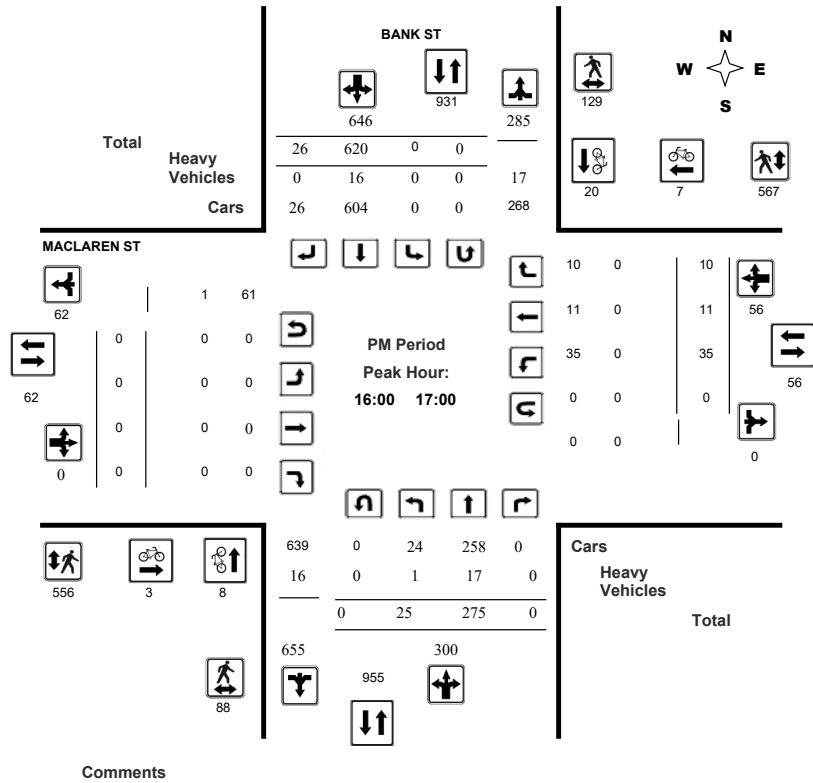 BANK ST
N
W E
S
931
129
646 285
Total 26 620 0 0
Heavy
Vehicles 0 16 0 0 17
20 7 567
Cars 26 604 0 0 268
MACLAREN ST
62 1 61
10 0 10
56
0 0 0
11 0 11
PM Period
Peak Hour:
16:00 17:00
62
0 0 0
35 0 35
56
0 0 0
0 0 0
0
0 0 0
0 0
0
639 0 24 258 0 Cars
16 0 1 17 0 Heavy
Vehicles
556 3 8
0 25 275 0 Total
655 300
955
88
Comments